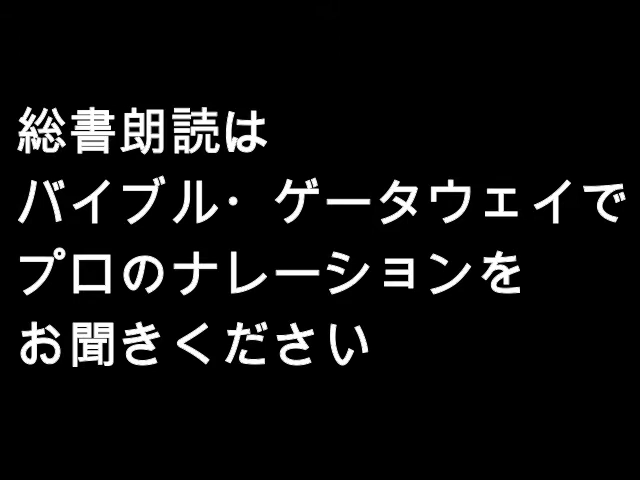 総書朗読は
バイブル・ゲータウェイで
プロのナレーションを
お聞きください